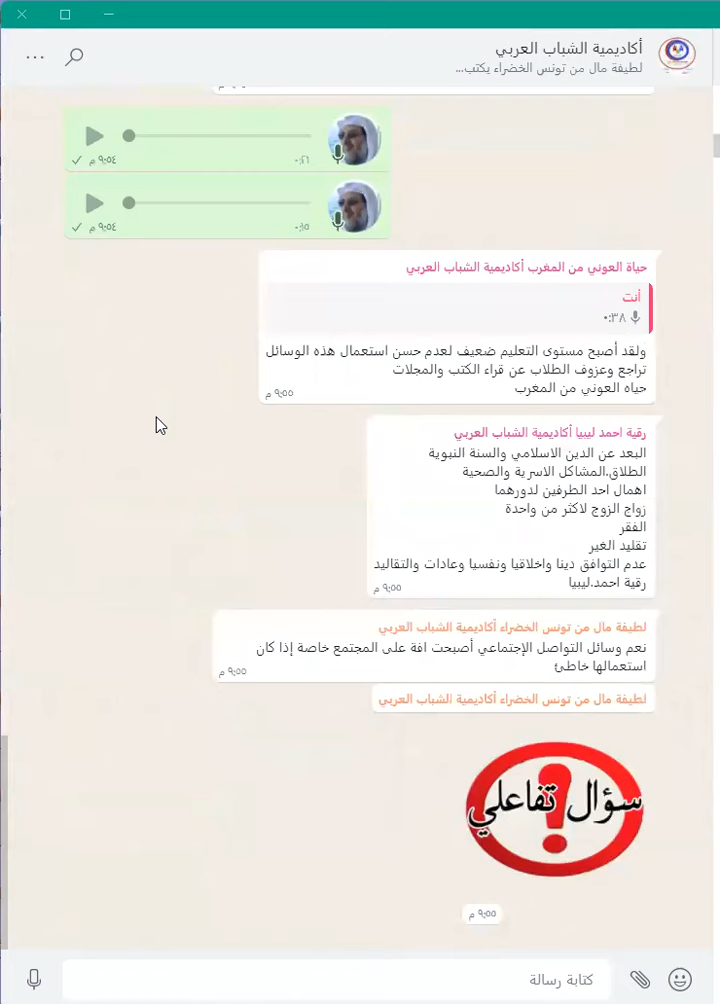 أكاديمية الشباب العربي
لطيفة مال من تونس الخضراء يكتب...
٠:٢٦
٩:٥٤ م
٠:١٥
٩:٥٤ م
حياة العوني من المغرب أكاديمية الشباب العربي
أنت
٠:٣٨
ولقد أصبح مستوى التعليم ضعيف لعدم حسن استعمال هذه الوسائل
تراجع وعزوف الطلاب عن قراء الكتب والمجلات
حياه العوني من المغرب
٩:٥٥ م
رقية احمد ليبيا أكاديمية الشباب العربي
البعد عن الدين الاسلامي والسنة النبوية
الطلاق.المشاكل الاسرية والصحية
اهمال احد الطرفين لدورهما
زواج الزوج لاكثر من واحدة
الفقر
تقليد الغير
عدم التوافق دينا واخلاقيا ونفسيا وعادات والتقاليد
رقية احمد.ليبيا
٩:٥٥ م
لطيفة مال من تونس الخضراء أكاديمية الشباب العربي
نعم وسائل التواصل الإجتماعي أصبحت افة على المجتمع خاصة إذا كان
استعمالها خاطئ
٩:٥٥ م
لطيفة مال من تونس الخضراء أكاديمية الشباب العربي
سؤال تفاعلي
٩:٥٥ م
كتابة رسالة